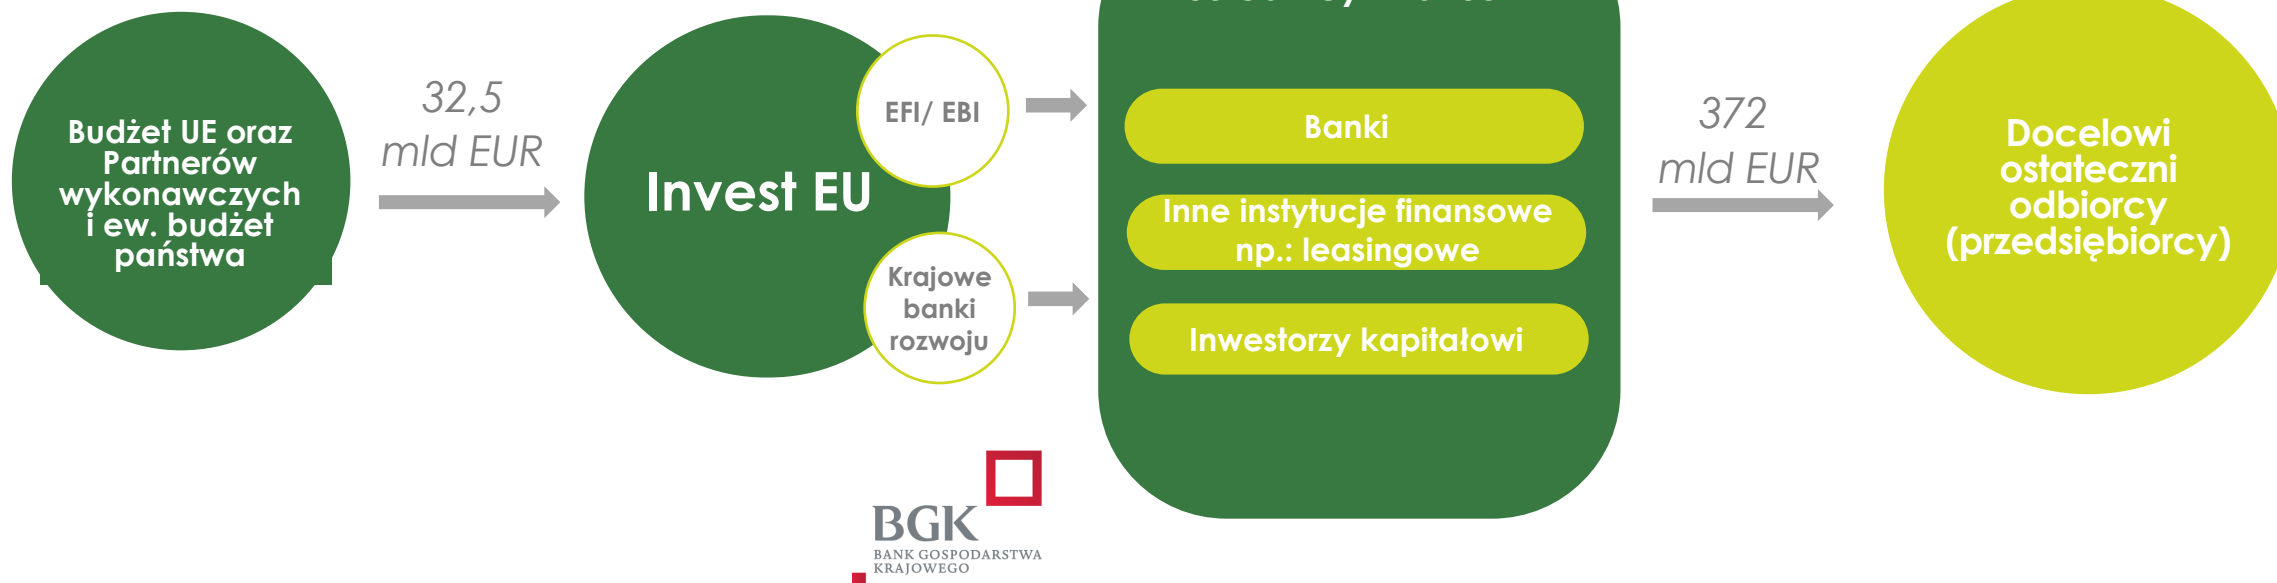 Budżet UE oraz
Partnerów
wykonawczych
i ew. budżet
państwa
32,5
mld EUR
Invest EU
EFI/ EBI
Krajowe
banki
rozwoju
Banki
Inne instytucje finansowe
np.: leasingowe
Inwestorzy kapitałowi
372
mld EUR
Docelowi
ostateczni
odbiorcy
(przedsiębiorcy)
BGK
BANK GOSPODARSTWA
KRAJOWEGO